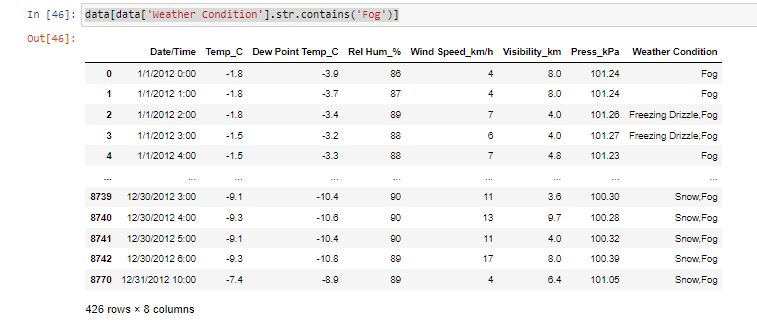 In [46]: data[data['Weather Condition'].str.contains('Fog')]
Out[46]:
Date/Time Temp_C Dew Point Temp_C Rel Hum_% Wind Speed_km/h Visibility_km Press_kPa Weather Condition
0 1/1/2012 0:00 -1.8 -3.9 86 4 8.0 101.24 Fog
1 1/1/2012 1:00 -1.8 -3.7 87 4 8.0 101.24 Fog
2 1/1/2012 2:00 -1.8 -3.4 89 7 4.0 101.26 Freezing Drizzle,Fog
3 1/1/2012 3:00 -1.5 -3.2 88 6 4.0 101.27 Freezing Drizzle,Fog
4 1/1/2012 4:00 -1.5 -3.3 88 7 4.8 101.23 Fog
... ... ... ... ... ... ... ... ...
8739 12/30/2012 3:00 -9.1 -10.4 90 11 3.6 100.30 Snow,Fog
8740 12/30/2012 4:00 -9.3 -10.6 90 13 9.7 100.28 Snow,Fog
8741 12/30/2012 5:00 -9.1 -10.4 90 11 4.0 100.32 Snow,Fog
8742 12/30/2012 6:00 -9.3 -10.8 89 17 8.0 100.39 Snow,Fog
8770 12/31/2012 10:00 -7.4 -8.9 89 4 6.4 101.05 Snow,Fog
426 rows × 8 columns